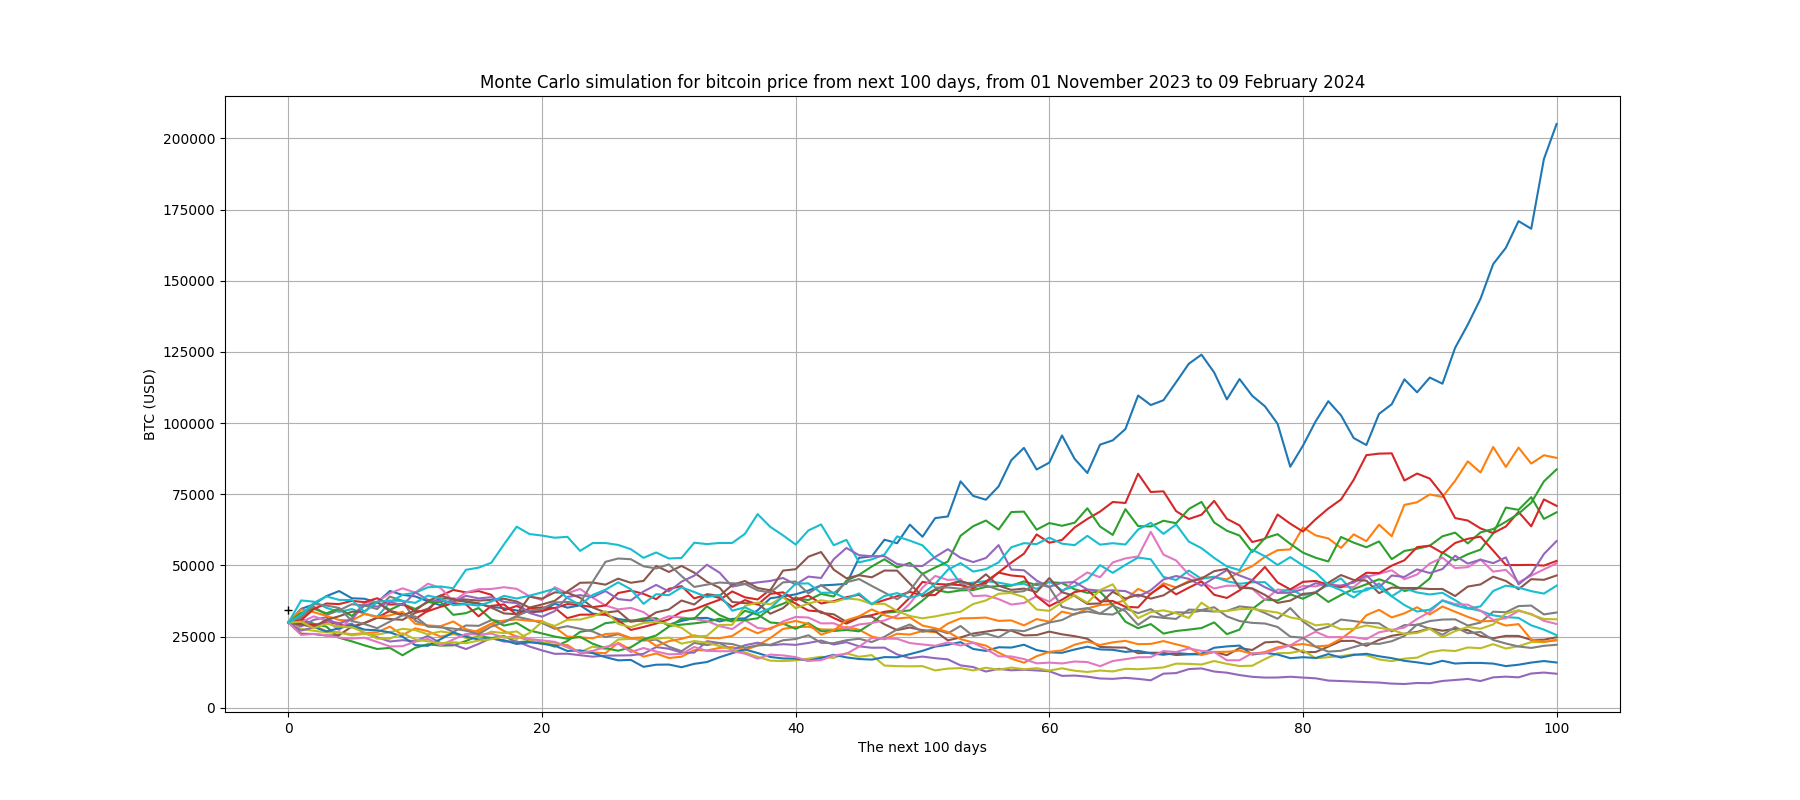 Monte Carlo simulation for bitcoin price from next 100 days, from 01 November 2023 to 09 February 2024
200000
175000
150000
125000
100000
75000
50000
25000
0
BTC (USD)
0 20 40 60 80 100
The next 100 days